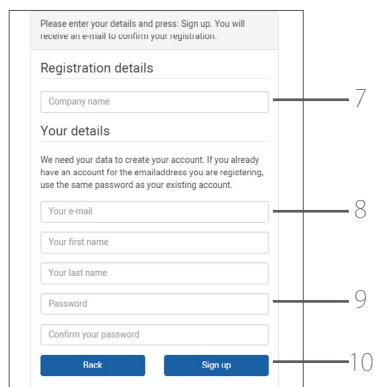 Please enter your details and press: Sign up. You will
receive an e-mail to confirm your registration.
Registration details
Company name
7
Your details
We need your data to create your account. If you already
have an account for the emailaddress you are registering,
use the same password as your existing account.
Your e-mail
8
Your first name
Your last name
Password
9
Confirm your password
Back
Sign up
10